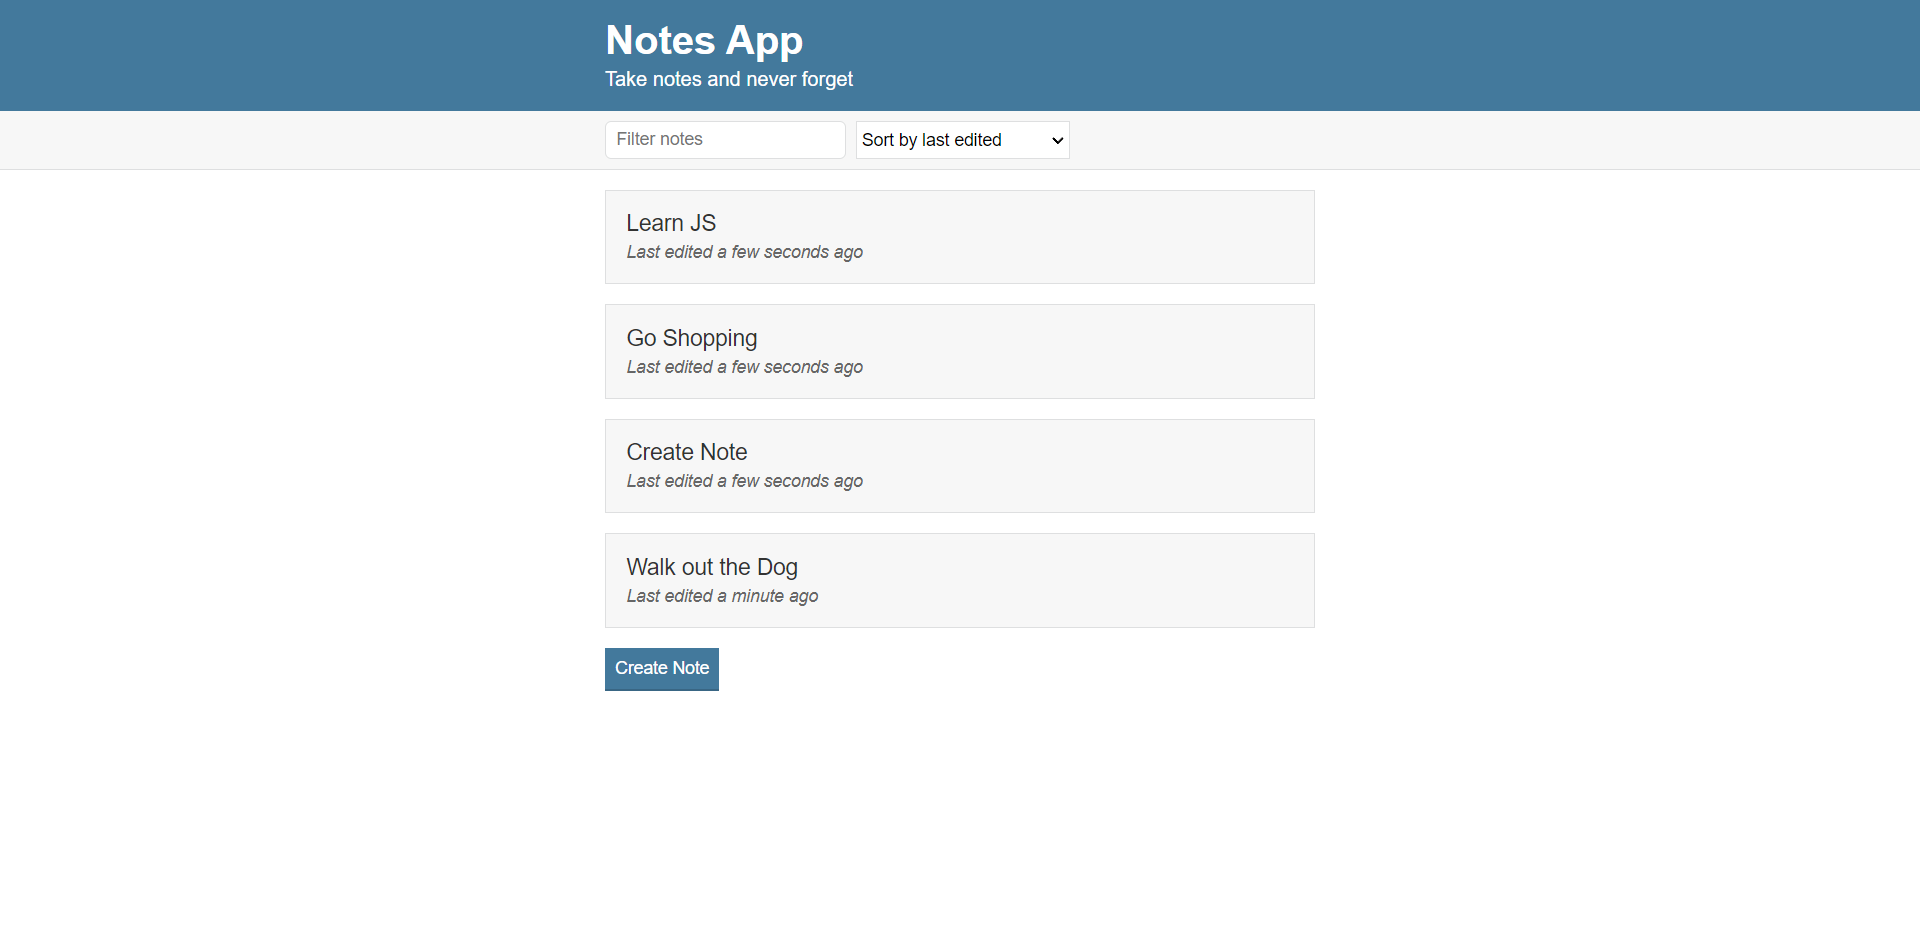 Notes App
Take notes and never forget
Filter notes
Sort by last edited
Learn JS
Last edited a few seconds ago
Go Shopping
Last edited a few seconds ago
Create Note
Last edited a few seconds ago
Walk out the Dog
Last edited a minute ago
Create Note